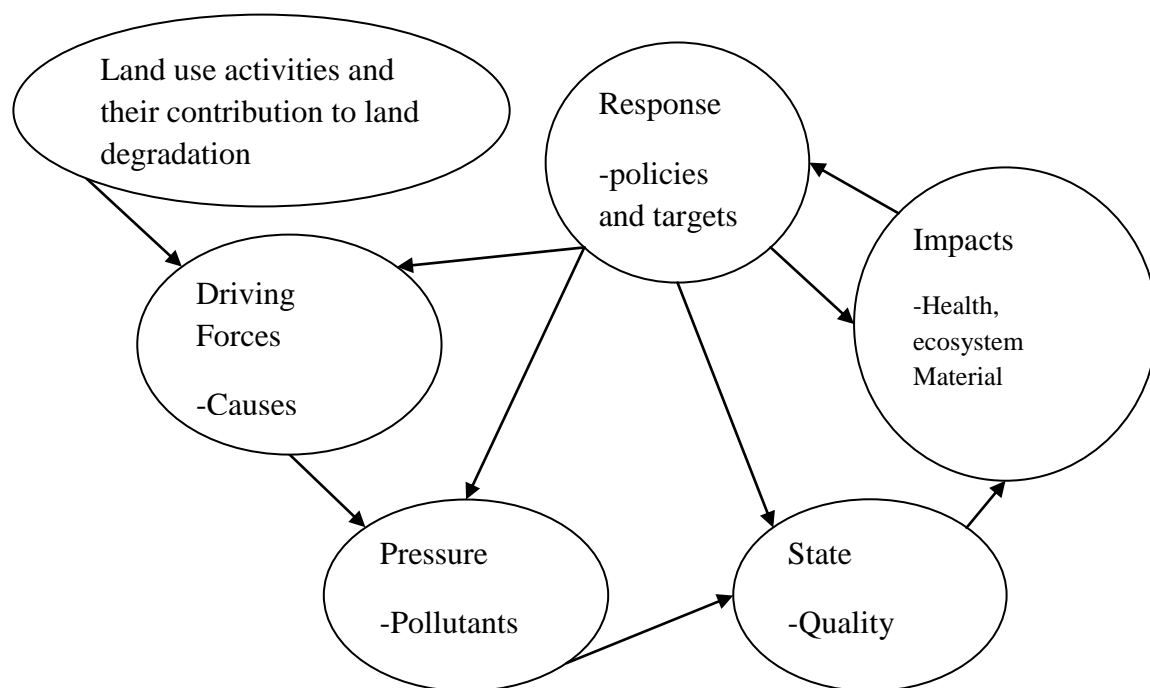 Land use activities and
their contribution to land
degradation
Response
-policies
and targets
Impacts
-Health,
ecosystem
Material
Driving
Forces
-Causes
Pressure
-Pollutants
State
-Quality